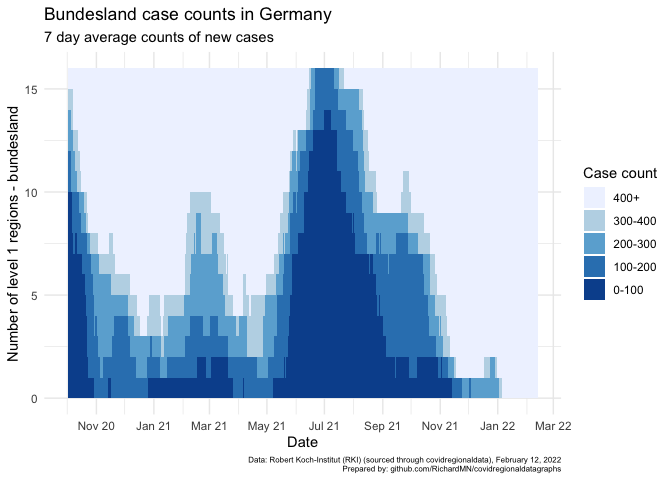 Bundesland case counts in Germany
7 day average counts of new cases
Number of level 1 regions - bundesland
15
10
5
0
Nov 20 Jan 21 Mar 21 May 21 Jul 21 Sep 21 Nov 21 Jan 22 Mar 22
Date
Case count
400+
300-400
200-300
100-200
0-100
Data: Robert Koch-Institut (RKI) (sourced through covidregionaldata), February 12, 2022
Prepared by: github.com/RichardMN/covidregionaldatagraphs